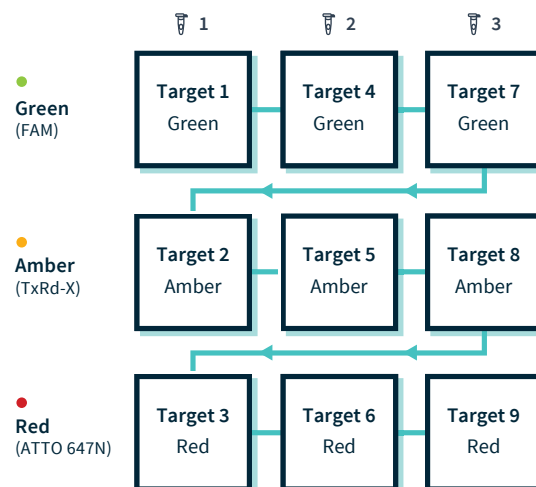 1
2
3
Green
(FAM)
Target 1
Green
Target 4
Green
Target 7
Green
Amber
(TxRd-X)
Target 2
Amber
Target 5
Amber
Target 8
Amber
Red
(ATTO 647N)
Target 3
Red
Target 6
Red
Target 9
Red